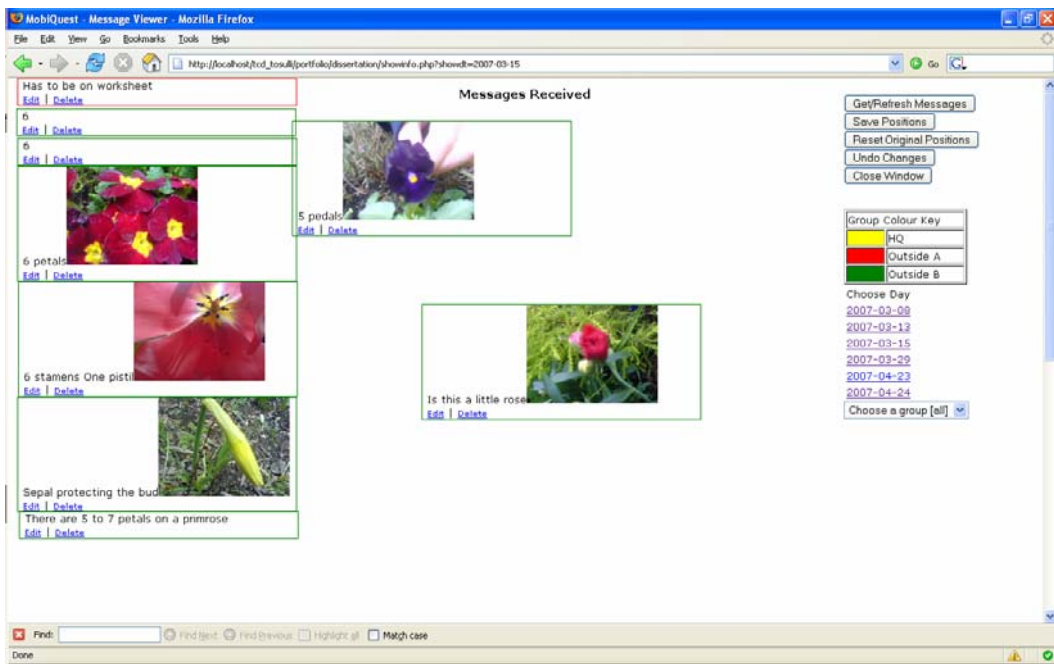 MobiQuest - Message Viewer - Mozilla Firefox
File Edit View Go Bookmarks Tools Help
http://localhost/tcd_tosulli/portfolio/dissertation/showinfo.php?showdt=2007-03-15
Go
Has to be on worksheet
Edit | Delete
6
Edit | Delete
6
Edit | Delete
6 petals
Edit | Delete
6 stamens One pistil
Edit | Delete
Sepal protecting the bud
Edit | Delete
There are 5 to 7 petals on a primrose
Edit | Delete
Messages Received
5 pedals
Edit | Delete
Is this a little rose
Edit | Delete
Get/Refresh Messages
Save Positions
Reset Original Positions
Undo Changes
Close Window
Group Colour Key
HQ
Outside A
Outside B
Choose Day
2007-03-08
2007-03-13
2007-03-15
2007-03-29
2007-04-23
2007-04-24
Choose a group [all]
Find: Find Next Find Previous Highlight all Match case
Done